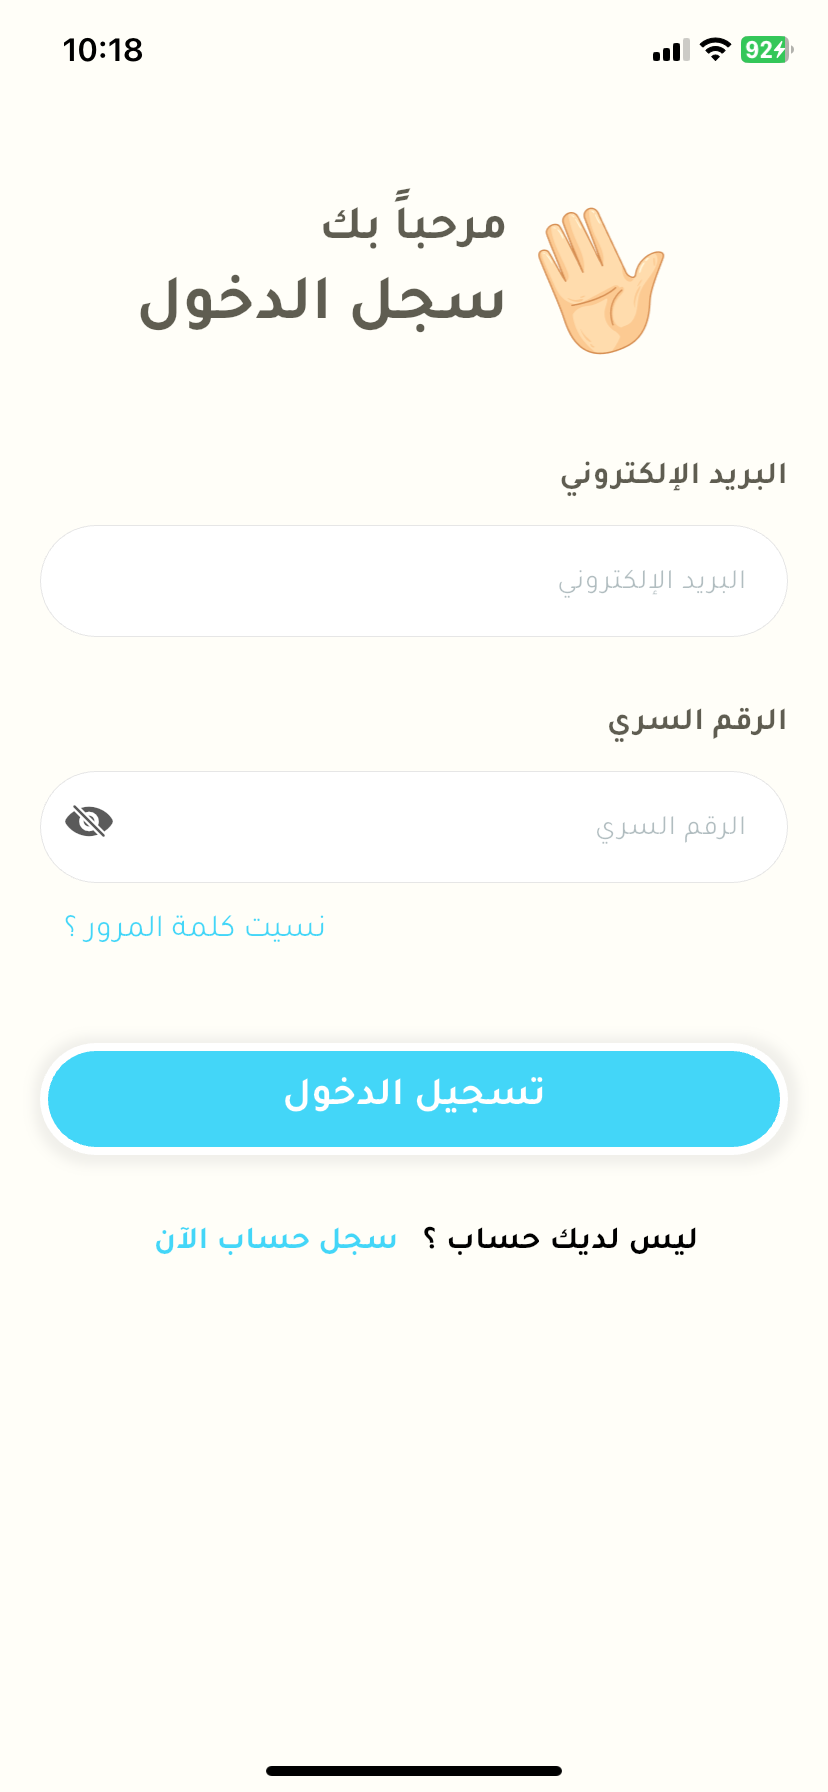 10:18
92
مرحباً بك
سجل الدخول
البريد الإلكتروني
البريد الإلكتروني
الرقم السري
الرقم السري
نسيت كلمة المرور ؟
تسجيل الدخول
ليس لديك حساب ؟ سجل حساب الآن